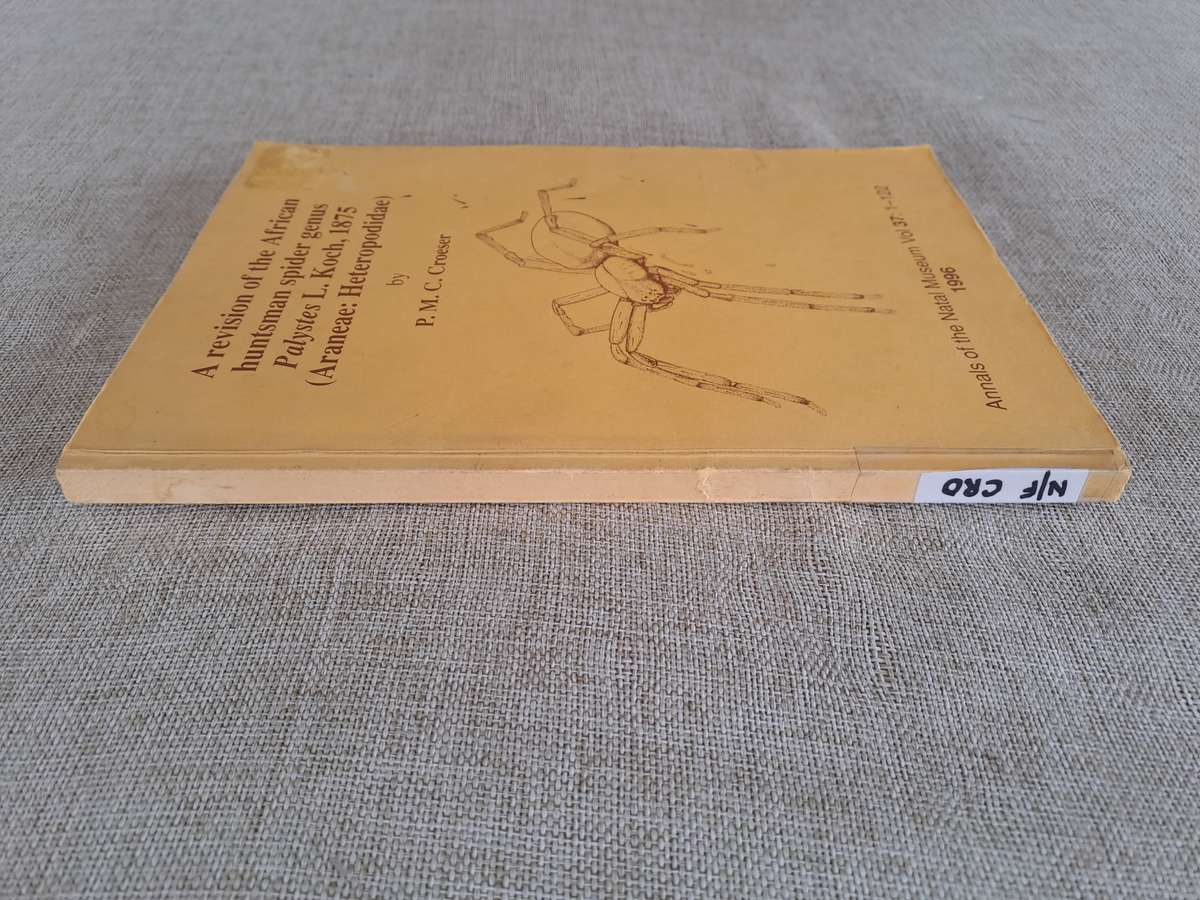 A revision of the African
huntsman spider genus
Palystes L. Koch, 1875
(Araneae: Heteropodidae)
by
P. M. C. Croeser
Annals of the Natal Museum Vol 37: 1–122
1996
N/F CRO